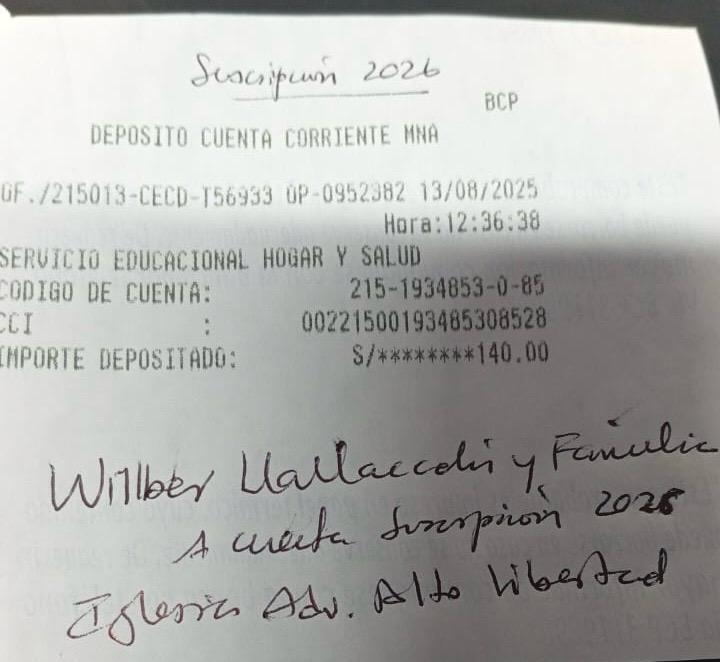 Suscripción 2026
BCP
DEPOSITO CUENTA CORRIENTE MNA
OF./215013-CECD-T56933 OP-0952382 13/08/2025
Hora:12:36:38
SERVICIO EDUCACIONAL HOGAR Y SALUD
CODIGO DE CUENTA: 215-1934853-0-85
CCI : 00221500193485308528
IMPORTE DEPOSITADO: S/********140.00
Willber y Familia
A cuenta Suscripción 2026
Iglesia Adv. Alto Libertad